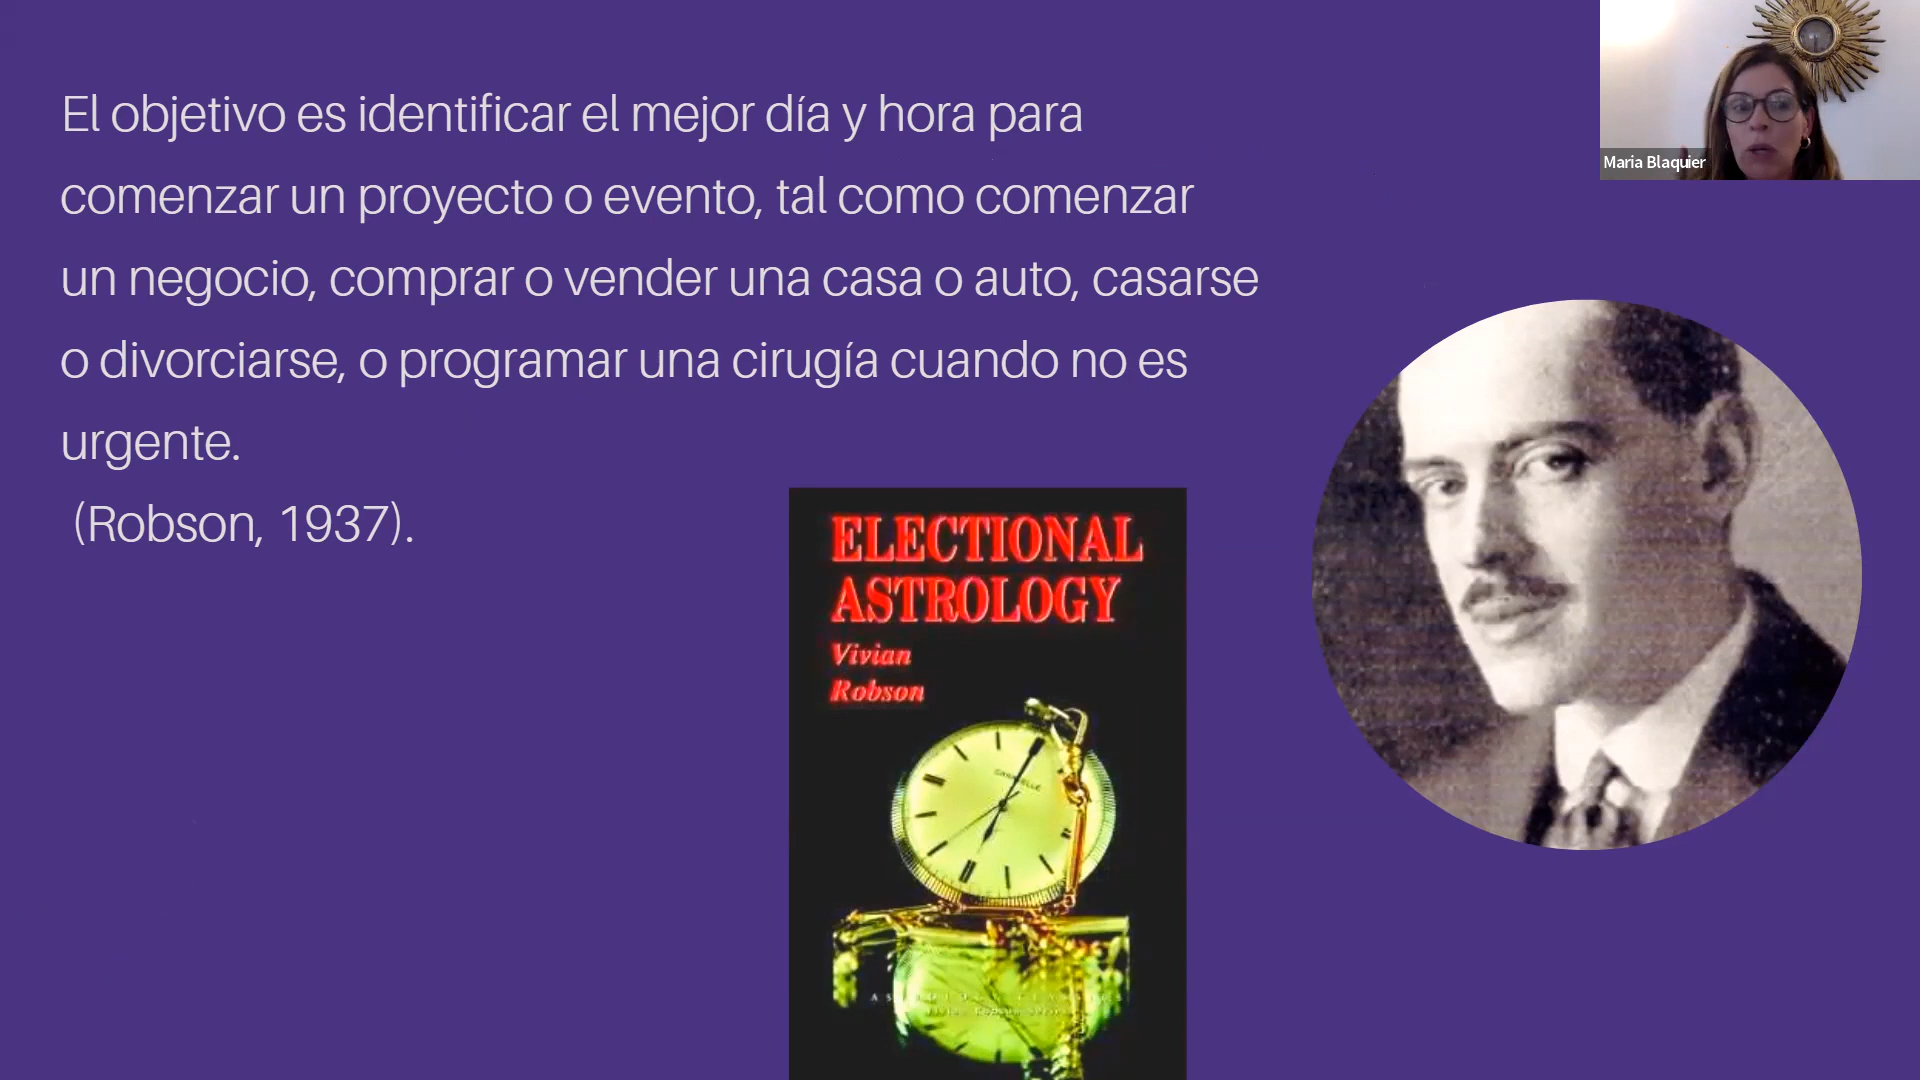 El objetivo es identificar el mejor día y hora para
comenzar un proyecto o evento, tal como comenzar
un negocio, comprar o vender una casa o auto, casarse
o divorciarse, o programar una cirugía cuando no es
urgente.
(Robson, 1937).
Maria Blaquier
ELECTIONAL
ASTROLOGY
Vivian
Robson